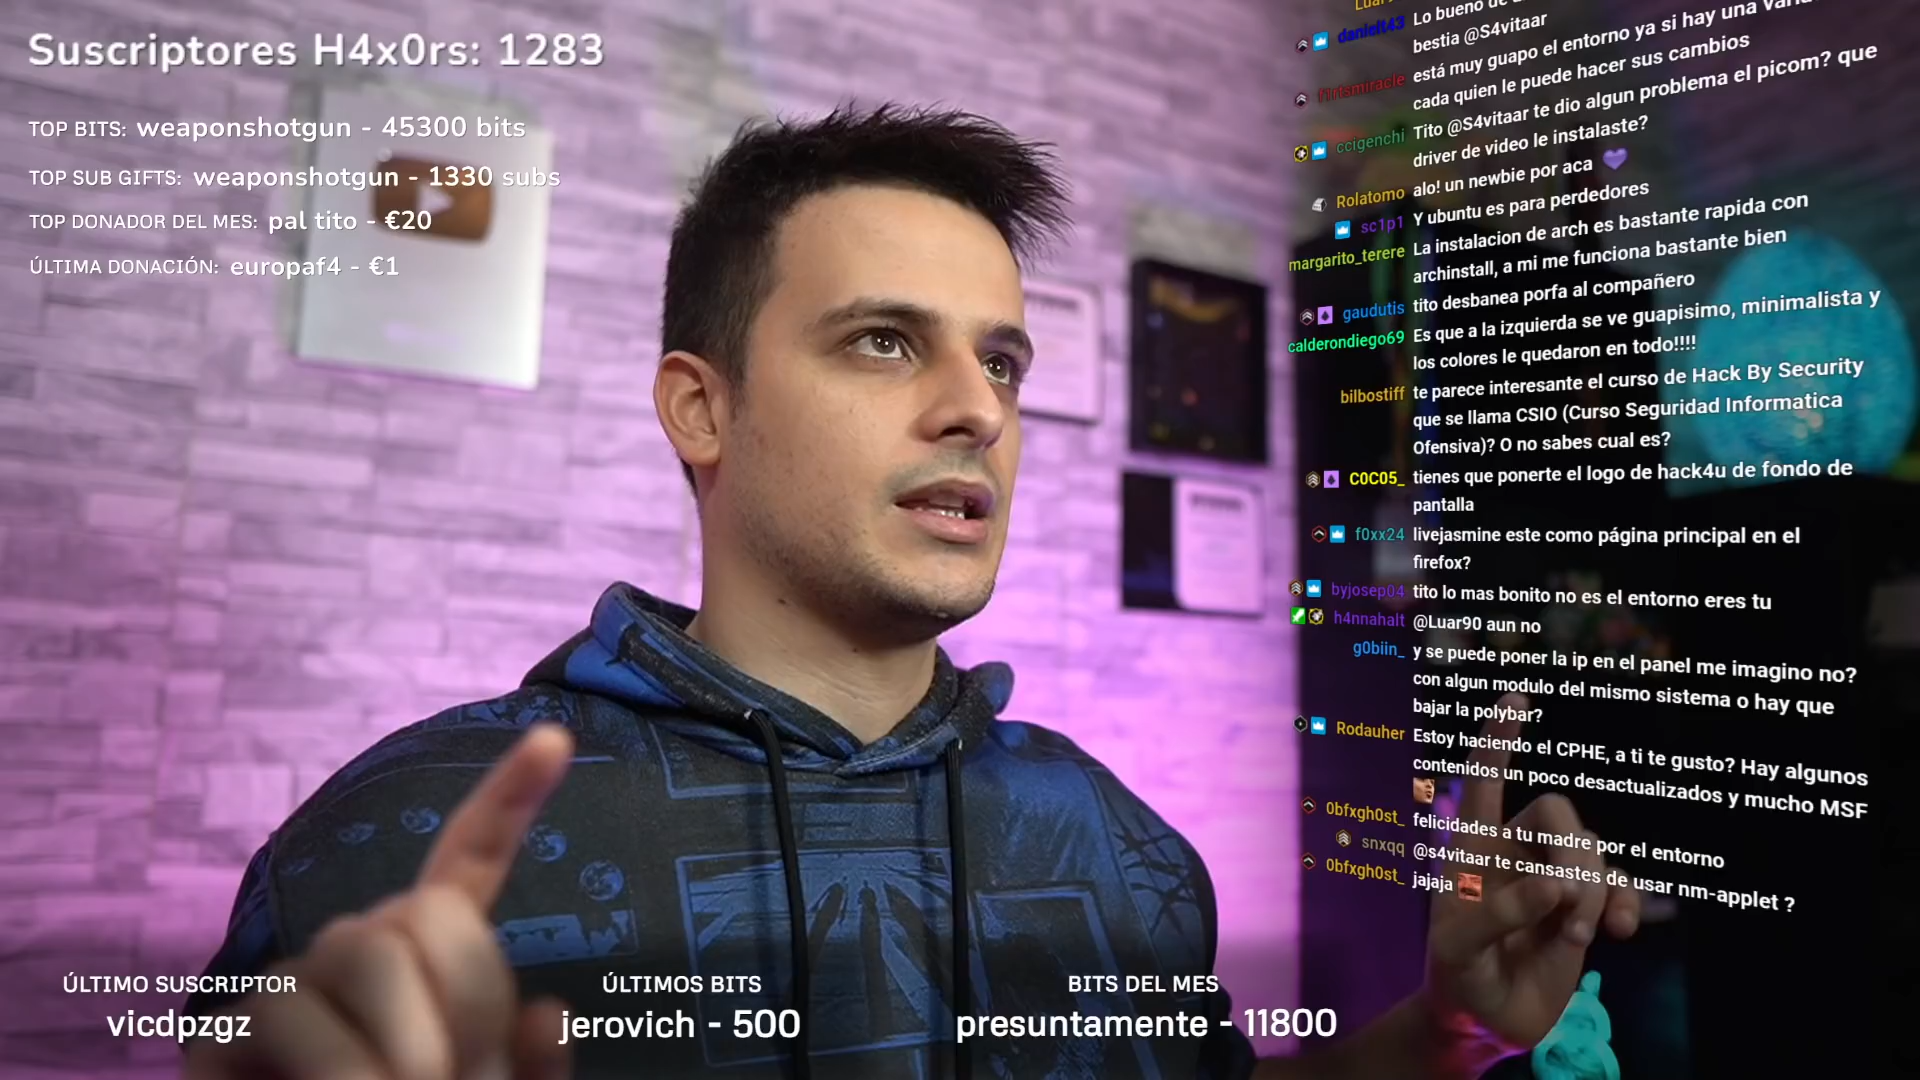 Suscriptores H4x0rs: 1283
TOP BITS: weaponshotgun - 45300 bits
TOP SUB GIFTS: weaponshotgun - 1330 subs
TOP DONADOR DEL MES: pal tito - €20
ÚLTIMA DONACIÓN: europaf4 - €1
danielt43 Lo bueno de
bestia @S4vitaar
f1rfsmiracle está muy guapo el entorno ya si hay una
cada quien le puede hacer sus cambios
ccigenchi Tito @S4vitaar te dio algun problema el picom? que
driver de video le instalaste?
Rolatomo alo! un newbie por aca 💜
sc1p1 Y ubuntu es para perdedores
margarito_terere La instalacion de arch es bastante rapida con
archinstall, a mi me funciona bastante bien
gaudutis tito desbanea porfa al compañero
calderondiego69 Es que a la izquierda se ve guapisimo, minimalista y
los colores le quedaron en todo!!!!
bilbostiff te parece interesante el curso de Hack By Security
que se llama CSIO (Curso Seguridad Informatica
Ofensiva)? O no sabes cual es?
C0C05_ tienes que ponerte el logo de hack4u de fondo de
pantalla
f0xx24 livejasmine este como página principal en el
firefox?
byjosep04 tito lo mas bonito no es el entorno eres tu
h4nnahalt @Luar90 aun no
g0biin_ y se puede poner la ip en el panel me imagino no?
con algun modulo del mismo sistema o hay que
bajar la polybar?
Rodauher Estoy haciendo el CPHE, a ti te gusto? Hay algunos
contenidos un poco desactualizados y mucho MSF
0bfxgh0st_ felicidades a tu madre por el entorno
snxqq @s4vitaar te cansastes de usar nm-applet ?
0bfxgh0st_ jajaja
ÚLTIMO SUSCRIPTOR
vicdpzgz
ÚLTIMOS BITS
jerovich - 500
BITS DEL MES
presuntamente - 11800